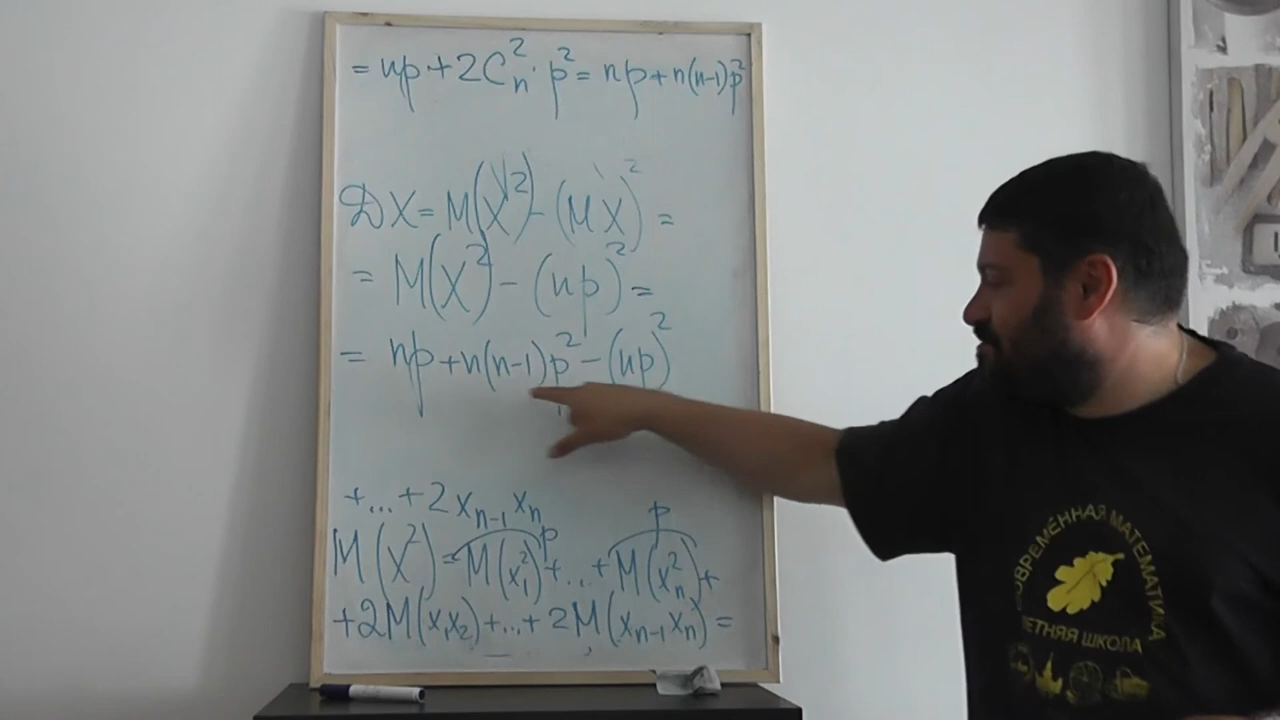 = np + 2C²ₙ · p² = np + n(n-1)p²
DX = M(X²) - (MX)² =
= M(X²) - (np)² =
= np + n(n-1)p² - (np)²
+...+ 2xₙ₋₁xₙ
p p
M(X²) = M(x₁²) +...+ M(xₙ²) +
+ 2M(x₁x₂) +...+ 2M(xₙ₋₁xₙ) =
СОВРЕМЕННАЯ МАТЕМАТИКА
ЛЕТНЯЯ ШКОЛА